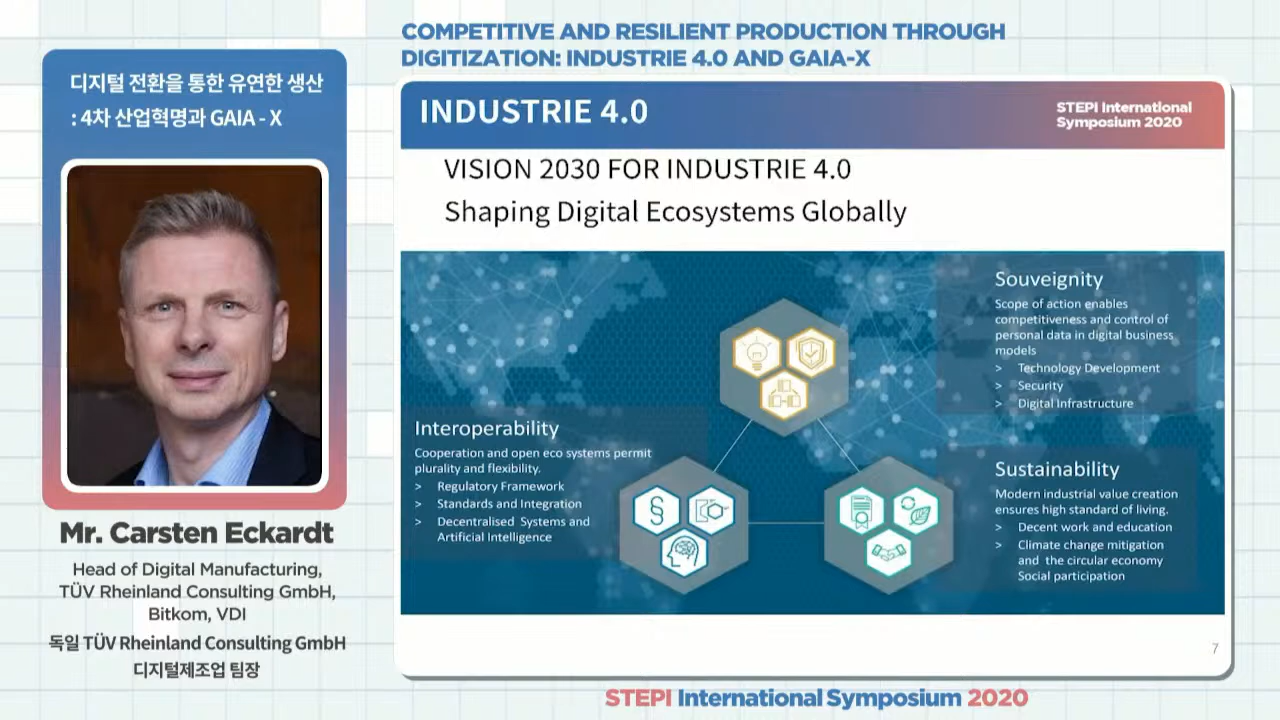 COMPETITIVE AND RESILIENT PRODUCTION THROUGH
DIGITIZATION: INDUSTRIE 4.0 AND GAIA-X
디지털 전환을 통한 유연한 생산
: 4차 산업혁명과 GAIA - X
Mr. Carsten Eckardt
Head of Digital Manufacturing,
TÜV Rheinland Consulting GmbH,
Bitkom, VDI
독일 TÜV Rheinland Consulting GmbH
디지털제조업 팀장
INDUSTRIE 4.0
STEPI International
Symposium 2020
VISION 2030 FOR INDUSTRIE 4.0
Shaping Digital Ecosystems Globally
Souveignity
Scope of action enables
competitiveness and control of
personal data in digital business
models
> Technology Development
> Security
> Digital Infrastructure
Interoperability
Cooperation and open eco systems permit
plurality and flexibility.
> Regulatory Framework
> Standards and Integration
> Decentralised Systems and
Artificial Intelligence
§
Sustainability
Modern industrial value creation
ensures high standard of living.
> Decent work and education
> Climate change mitigation
and the circular economy
Social participation
7
STEPI International Symposium 2020